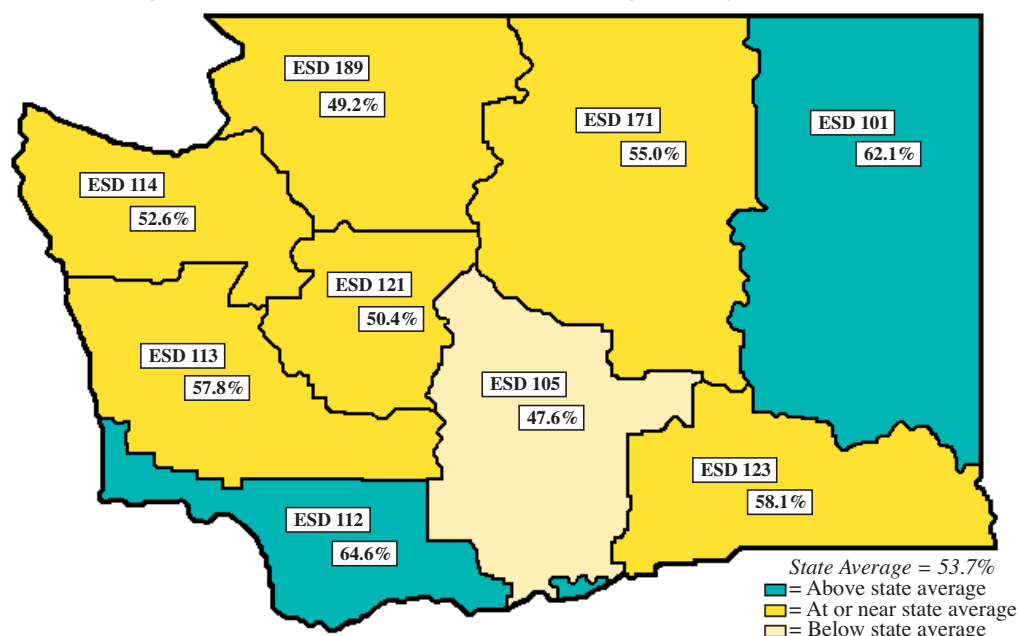 ESD 189
49.2%
ESD 171
55.0%
ESD 101
62.1%
ESD 114
52.6%
ESD 121
50.4%
ESD 113
57.8%
ESD 105
47.6%
ESD 123
58.1%
ESD 112
64.6%
State Average = 53.7%
= Above state average
= At or near state average
= Below state average